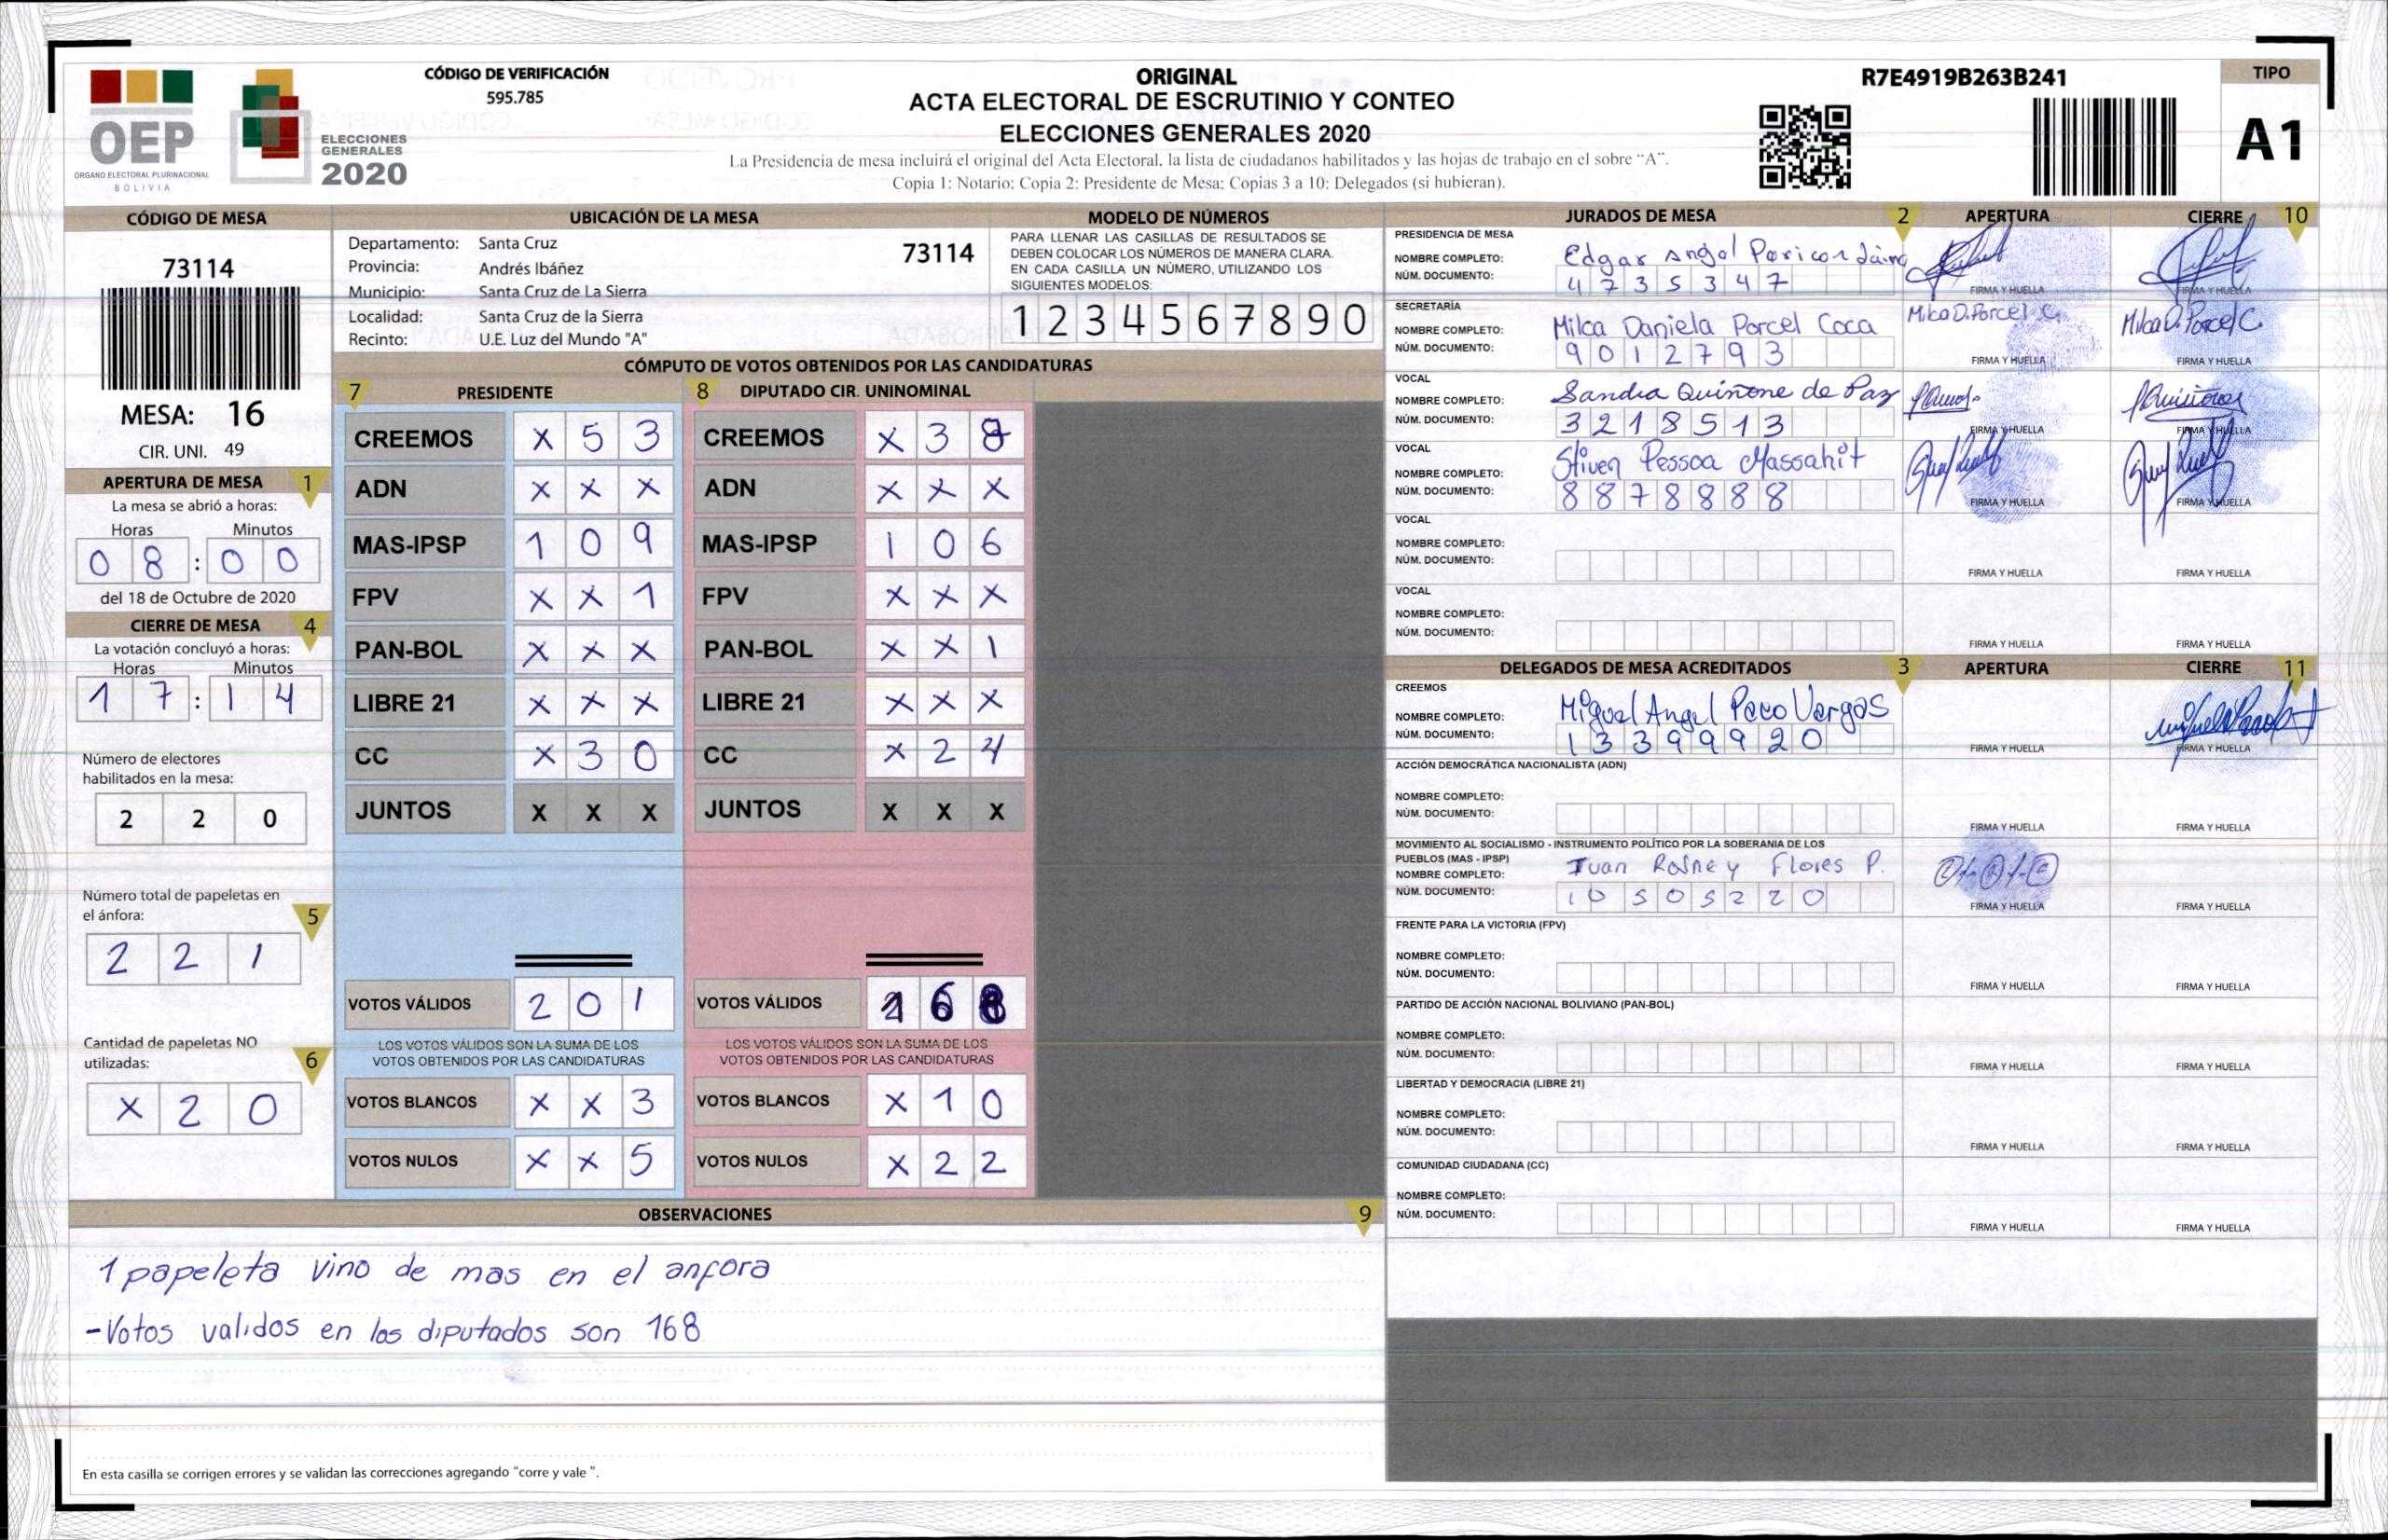 CÓDIGO DE VERIFICACIÓN
595.785
OEP
ÓRGANO ELECTORAL PLURINACIONAL
BOLIVIA
ELECCIONES
GENERALES
2020
ORIGINAL
ACTA ELECTORAL DE ESCRUTINIO Y CONTEO
ELECCIONES GENERALES 2020
La Presidencia de mesa incluirá el original del Acta Electoral, la lista de ciudadanos habilitados y las hojas de trabajo en el sobre "A".
Copia 1: Notario; Copia 2: Presidente de Mesa; Copias 3 a 10: Delegados (si hubieran).
R7E4919B263B241
TIPO
A1
CÓDIGO DE MESA
73114
MESA: 16
CIR. UNI. 49
APERTURA DE MESA 1
La mesa se abrió a horas:
Horas Minutos
0 8 : 0 0
del 18 de Octubre de 2020
CIERRE DE MESA 4
La votación concluyó a horas:
Horas Minutos
1 7 : 1 4
Número de electores
habilitados en la mesa:
2 2 0
Número total de papeletas en
el ánfora: 5
2 2 1
Cantidad de papeletas NO
utilizadas: 6
X 2 0
UBICACIÓN DE LA MESA
Departamento: Santa Cruz 73114
Provincia: Andrés Ibáñez
Municipio: Santa Cruz de La Sierra
Localidad: Santa Cruz de la Sierra
Recinto: U.E. Luz del Mundo "A"
MODELO DE NÚMEROS
PARA LLENAR LAS CASILLAS DE RESULTADOS SE
DEBEN COLOCAR LOS NÚMEROS DE MANERA CLARA.
EN CADA CASILLA UN NÚMERO, UTILIZANDO LOS
SIGUIENTES MODELOS:
1 2 3 4 5 6 7 8 9 0
CÓMPUTO DE VOTOS OBTENIDOS POR LAS CANDIDATURAS
7 PRESIDENTE
CREEMOS X 5 3
ADN X X X
MAS-IPSP 1 0 9
FPV X X 1
PAN-BOL X X X
LIBRE 21 X X X
CC X 3 0
JUNTOS X X X
VOTOS VÁLIDOS 2 0 1
LOS VOTOS VÁLIDOS SON LA SUMA DE LOS
VOTOS OBTENIDOS POR LAS CANDIDATURAS
VOTOS BLANCOS X X 3
VOTOS NULOS X X 5
8 DIPUTADO CIR. UNINOMINAL
CREEMOS X 3
ADN X X X
MAS-IPSP 1 0 6
FPV X X X
PAN-BOL X X 1
LIBRE 21 X X X
CC X 2 4
JUNTOS X X X
VOTOS VÁLIDOS 1 6 8
LOS VOTOS VÁLIDOS SON LA SUMA DE LOS
VOTOS OBTENIDOS POR LAS CANDIDATURAS
VOTOS BLANCOS X 1 0
VOTOS NULOS X 2 2
OBSERVACIONES 9
1 papeleta vino de mas en el anfora
- Votos validos en los diputados son 168
En esta casilla se corrigen errores y se validan las correcciones agregando "corre y vale ".
JURADOS DE MESA 2 APERTURA CIERRE 10
PRESIDENCIA DE MESA
NOMBRE COMPLETO: Edgar Angel
NÚM. DOCUMENTO: 4 7 3 5 3 4 7
FIRMA Y HUELLA FIRMA Y HUELLA
SECRETARÍA
NOMBRE COMPLETO: Milca Daniela Porcel Coca
NÚM. DOCUMENTO: 9 0 1 2 7 9 3
Milca D. Porcel C. Milca D. Porcel C.
FIRMA Y HUELLA FIRMA Y HUELLA
VOCAL
NOMBRE COMPLETO: Sandra Quiñone de Paz
NÚM. DOCUMENTO: 3 2 1 8 5 1 3
FIRMA Y HUELLA FIRMA Y HUELLA
VOCAL
NOMBRE COMPLETO: Stiven Pessoa Massahit
NÚM. DOCUMENTO: 8 8 7 8 8 8 8
FIRMA Y HUELLA FIRMA Y HUELLA
VOCAL
NOMBRE COMPLETO:
NÚM. DOCUMENTO:
FIRMA Y HUELLA FIRMA Y HUELLA
VOCAL
NOMBRE COMPLETO:
NÚM. DOCUMENTO:
FIRMA Y HUELLA FIRMA Y HUELLA
DELEGADOS DE MESA ACREDITADOS 3 APERTURA CIERRE 11
CREEMOS
NOMBRE COMPLETO: Miguel Angel Paco Vargas
NÚM. DOCUMENTO: 1 3 3 9 9 9 2 0
FIRMA Y HUELLA FIRMA Y HUELLA
ACCIÓN DEMOCRÁTICA NACIONALISTA (ADN)
NOMBRE COMPLETO:
NÚM. DOCUMENTO:
FIRMA Y HUELLA FIRMA Y HUELLA
MOVIMIENTO AL SOCIALISMO - INSTRUMENTO POLÍTICO POR LA SOBERANIA DE LOS
PUEBLOS (MAS - IPSP)
NOMBRE COMPLETO: Flores P.
NÚM. DOCUMENTO: 1 0 5 0 5 2 2 0
FIRMA Y HUELLA FIRMA Y HUELLA
FRENTE PARA LA VICTORIA (FPV)
NOMBRE COMPLETO:
NÚM. DOCUMENTO:
FIRMA Y HUELLA FIRMA Y HUELLA
PARTIDO DE ACCIÓN NACIONAL BOLIVIANO (PAN-BOL)
NOMBRE COMPLETO:
NÚM. DOCUMENTO:
FIRMA Y HUELLA FIRMA Y HUELLA
LIBERTAD Y DEMOCRACIA (LIBRE 21)
NOMBRE COMPLETO:
NÚM. DOCUMENTO:
FIRMA Y HUELLA FIRMA Y HUELLA
COMUNIDAD CIUDADANA (CC)
NOMBRE COMPLETO:
NÚM. DOCUMENTO:
FIRMA Y HUELLA FIRMA Y HUELLA